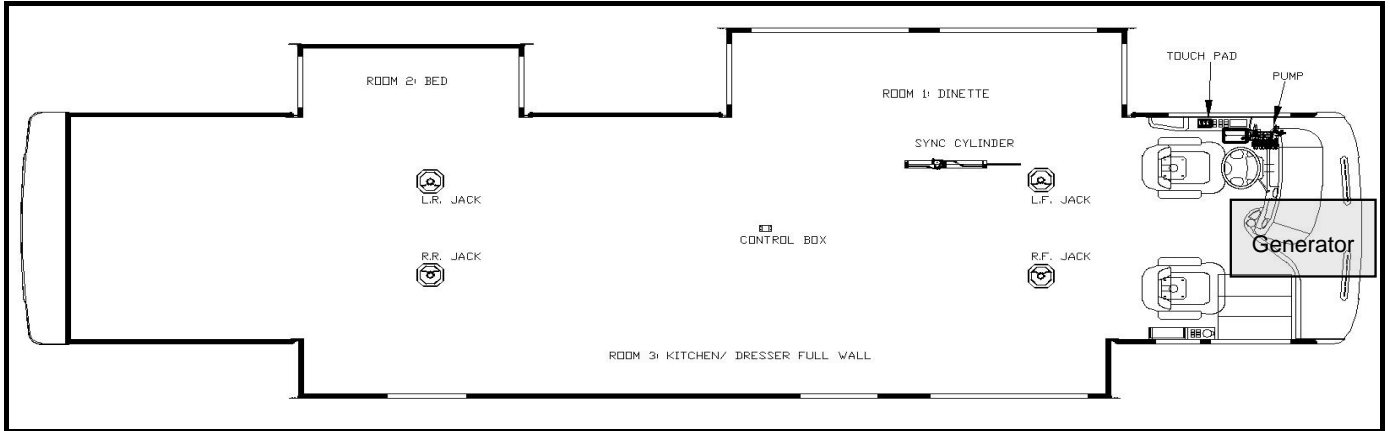 TOUCH PAD
PUMP
ROOM 2: BED
ROOM 1: DINETTE
SYNC CYLINDER
L.R. JACK
L.F. JACK
CONTROL BOX
Generator
R.R. JACK
R.F. JACK
ROOM 3: KITCHEN/ DRESSER FULL WALL